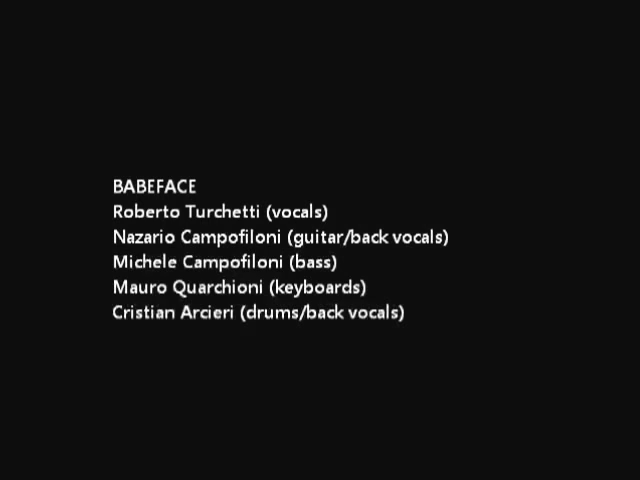 BABEFACE
Roberto Turchetti (vocals)
Nazario Campofiloni (guitar/back vocals)
Michele Campofiloni (bass)
Mauro Quarchioni (keyboards)
Cristian Arcieri (drums/back vocals)